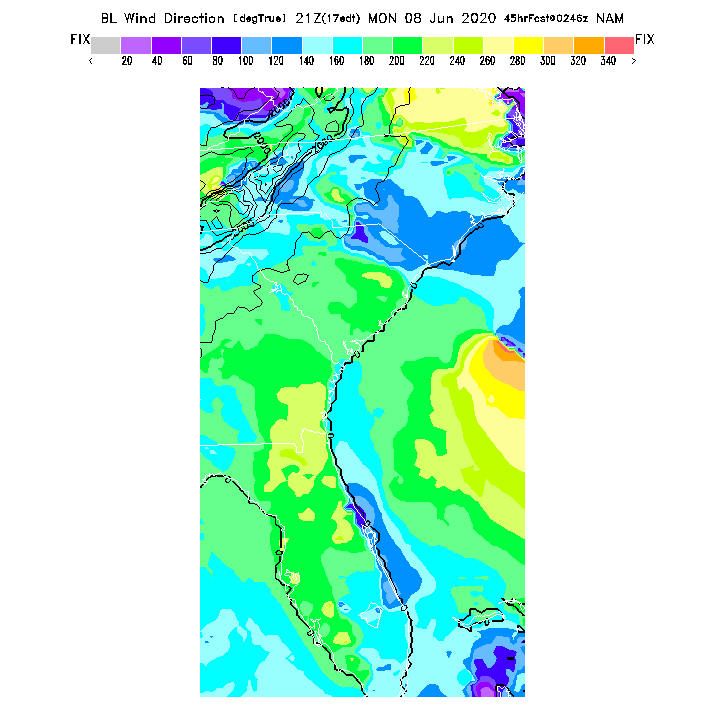 BL Wind Direction [degTrue] 21Z(17edt) MON 08 Jun 2020 45hrFcst@0246z NAM
FIX FIX
< 20 40 60 80 100 120 140 160 180 200 220 240 260 280 300 320 340 >